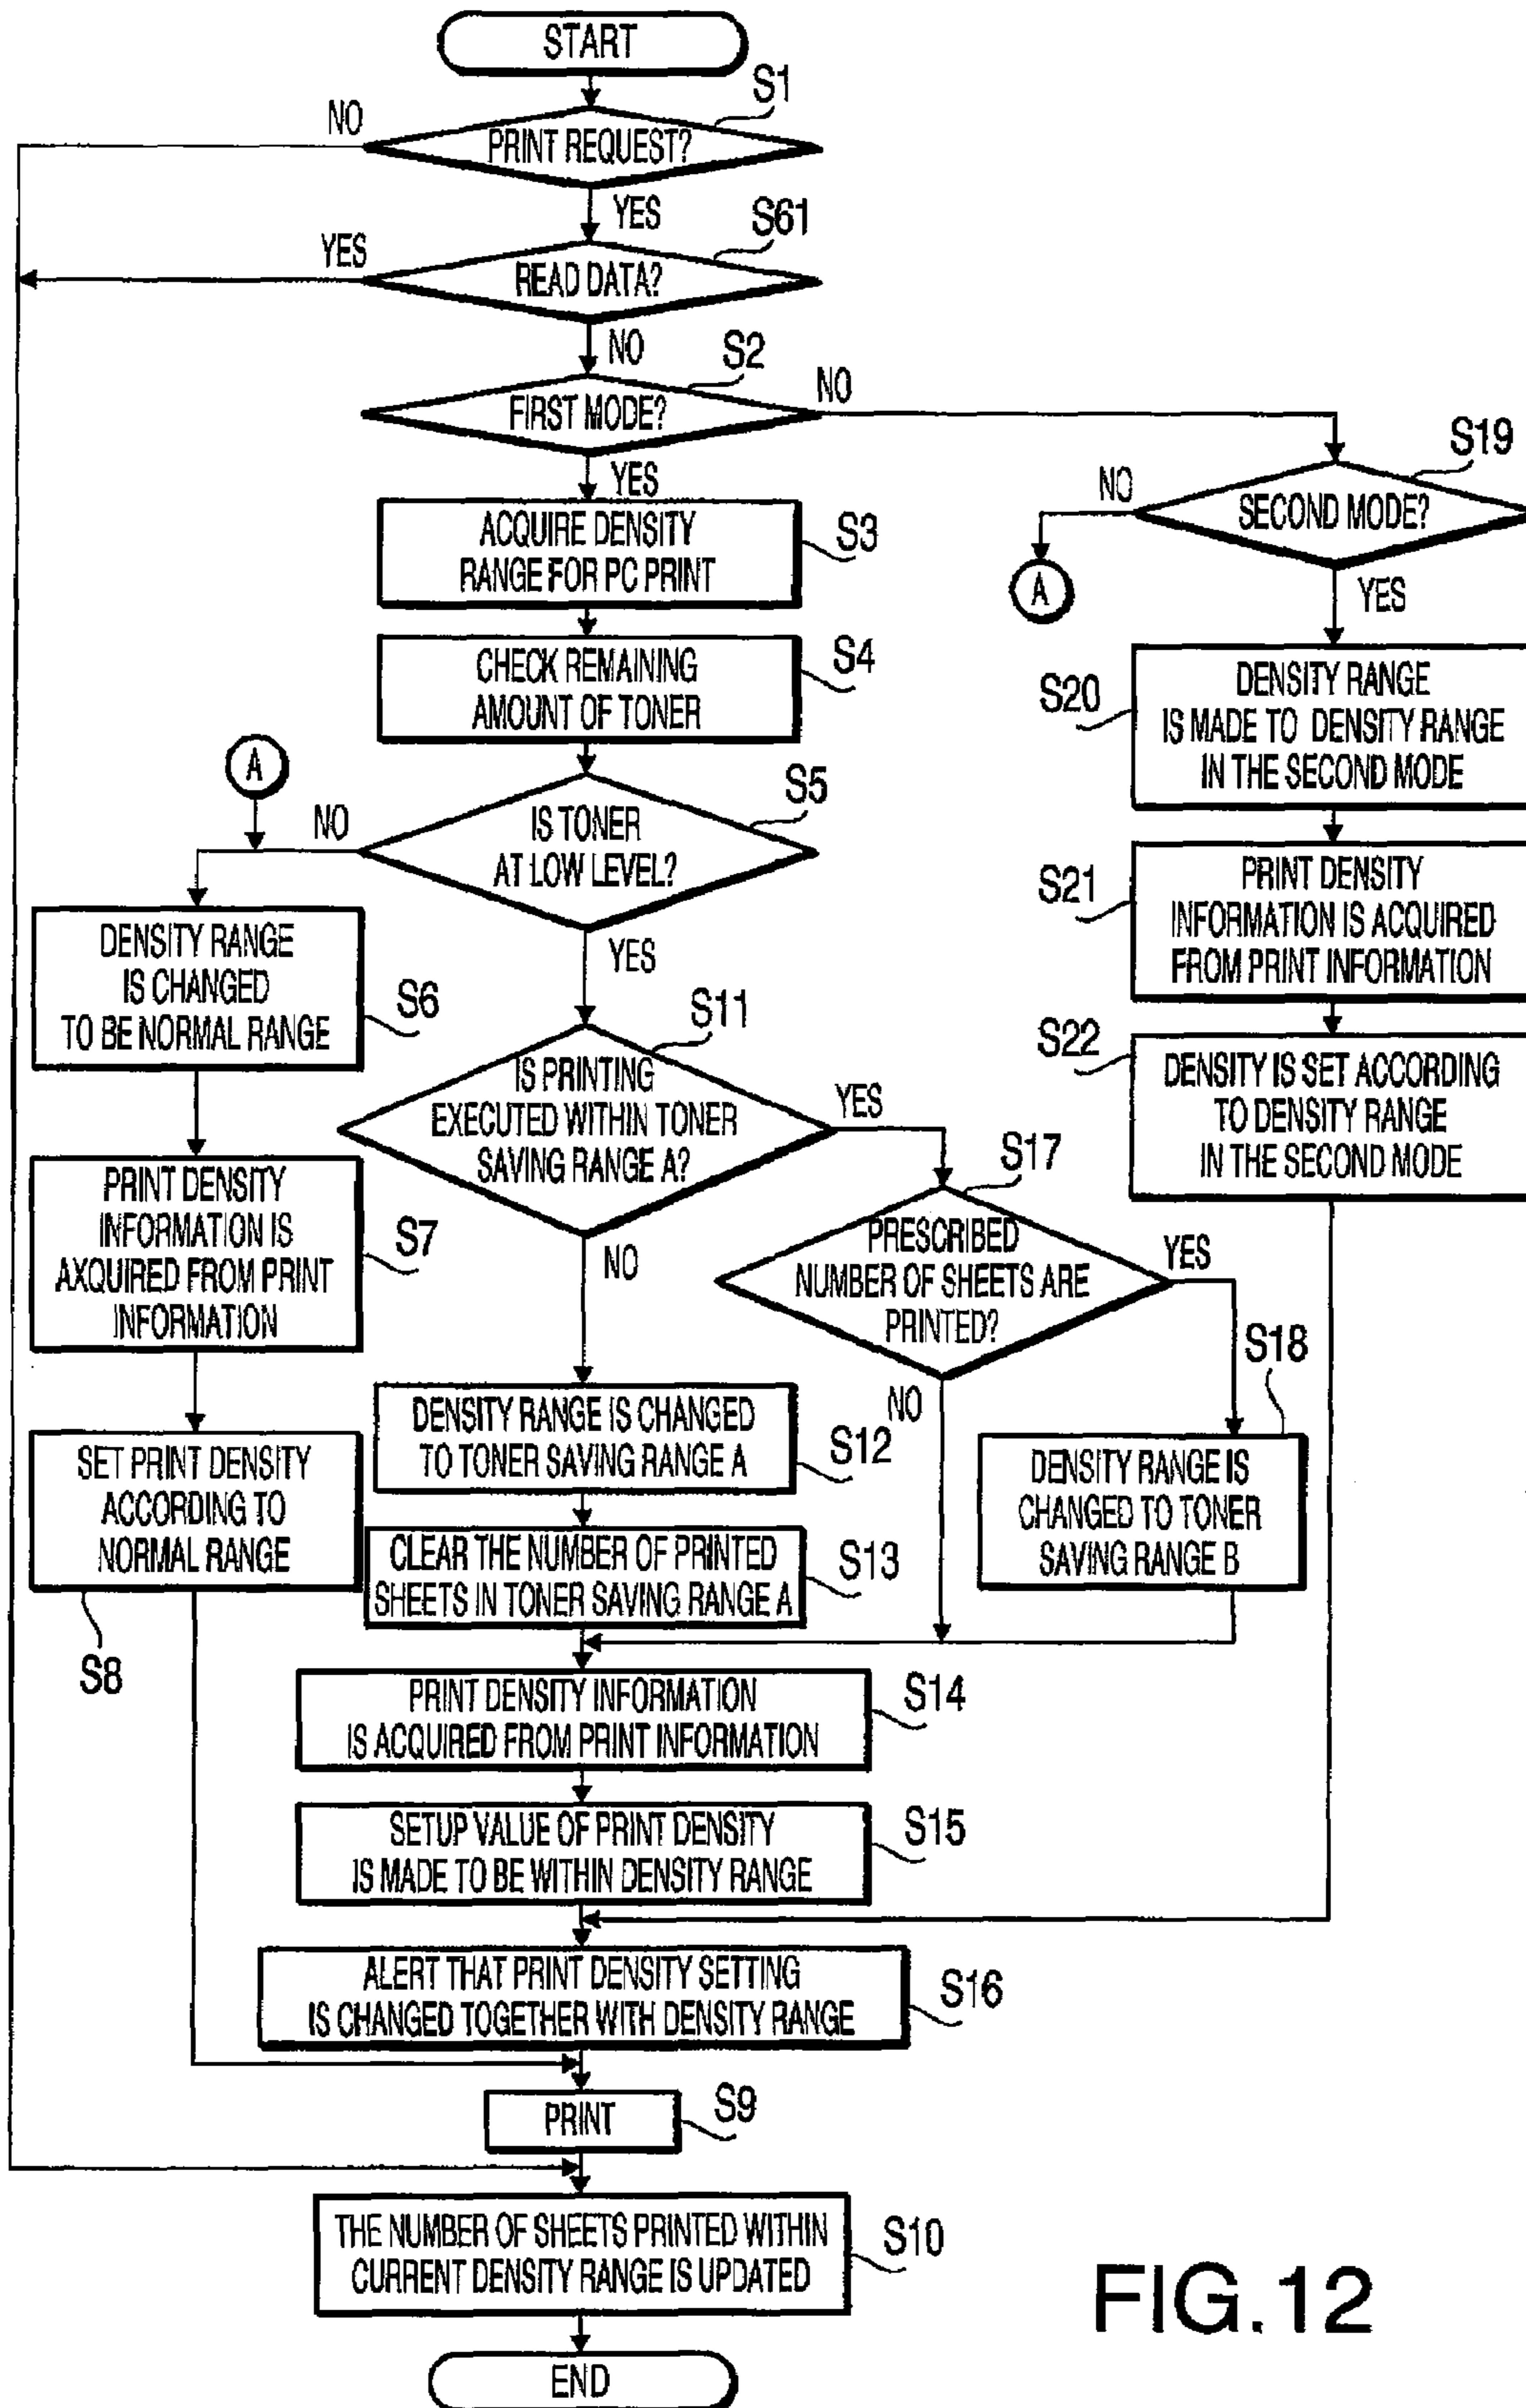 START
S1
NO
PRINT REQUEST?
YES
S61
YES
READ DATA?
NO
S2
NO
FIRST MODE?
YES
S19
NO
SECOND MODE?
A
YES
ACQUIRE DENSITY
RANGE FOR PC PRINT
S3
CHECK REMAINING
AMOUNT OF TONER
S4
S20
DENSITY RANGE
IS MADE TO DENSITY RANGE
IN THE SECOND MODE
A
NO
S5
IS TONER
AT LOW LEVEL?
YES
S21
PRINT DENSITY
INFORMATION IS ACQUIRED
FROM PRINT INFORMATION
DENSITY RANGE
IS CHANGED
TO BE NORMAL RANGE
S6
S11
IS PRINTING
EXECUTED WITHIN TONER
SAVING RANGE A?
YES
NO
S22
DENSITY IS SET ACCORDING
TO DENSITY RANGE
IN THE SECOND MODE
PRINT DENSITY
INFORMATION IS
AXQUIRED FROM PRINT
INFORMATION
S7
S17
PRESCRIBED
NUMBER OF SHEETS ARE
PRINTED?
YES
NO
S18
DENSITY RANGE IS
CHANGED TO TONER
SAVING RANGE B
SET PRINT DENSITY
ACCORDING TO
NORMAL RANGE
S8
DENSITY RANGE IS CHANGED
TO TONER SAVING RANGE A
S12
CLEAR THE NUMBER OF PRINTED
SHEETS IN TONER SAVING RANGE A
S13
PRINT DENSITY INFORMATION
IS ACQUIRED FROM PRINT INFORMATION
S14
SETUP VALUE OF PRINT DENSITY
IS MADE TO BE WITHIN DENSITY RANGE
S15
ALERT THAT PRINT DENSITY SETTING
IS CHANGED TOGETHER WITH DENSITY RANGE
S16
PRINT
S9
THE NUMBER OF SHEETS PRINTED WITHIN
CURRENT DENSITY RANGE IS UPDATED
S10
END
FIG.12